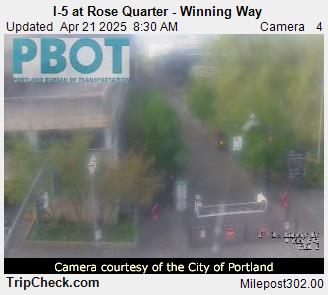 I-5 at Rose Quarter - Winning Way
Updated Apr 21 2025 8:30 AM Camera 4
PBOT
PORTLAND BUREAU OF TRANSPORTATION
Camera courtesy of the City of Portland
TripCheck.com Milepost302.00